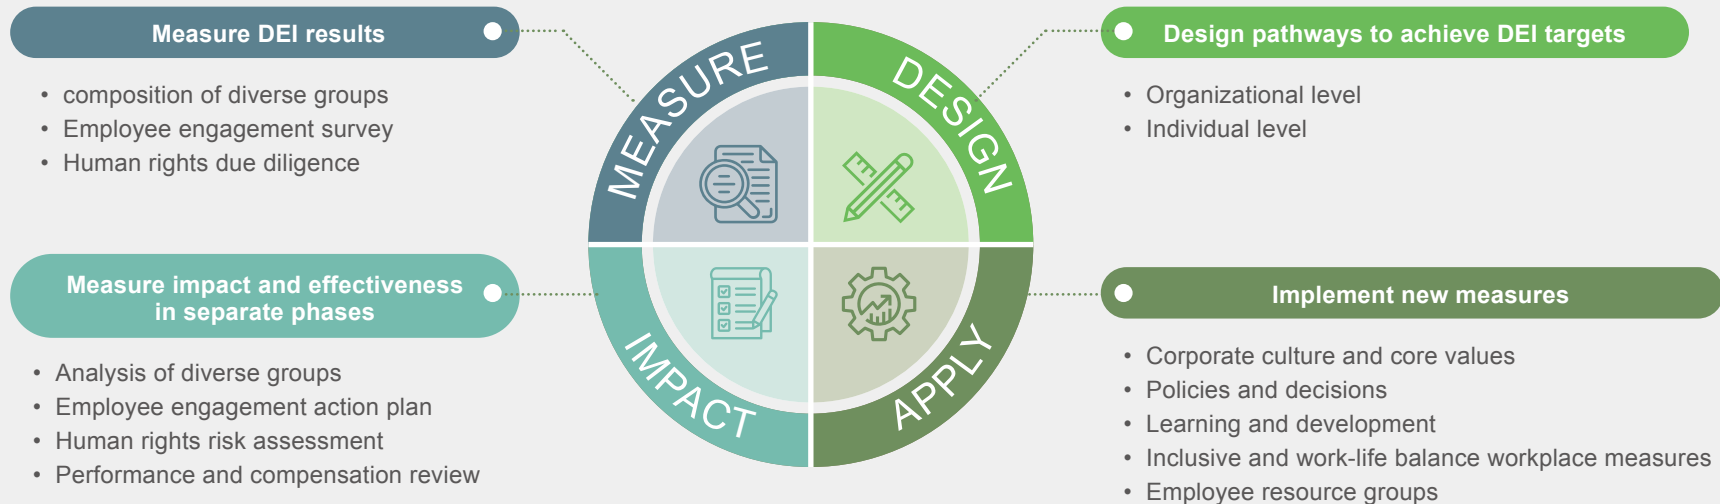 Measure DEI results
• composition of diverse groups
• Employee engagement survey
• Human rights due diligence
MEASURE
DESIGN
Design pathways to achieve DEI targets
• Organizational level
• Individual level
Measure impact and effectiveness
in separate phases
• Analysis of diverse groups
• Employee engagement action plan
• Human rights risk assessment
• Performance and compensation review
IMPACT
APPLY
Implement new measures
• Corporate culture and core values
• Policies and decisions
• Learning and development
• Inclusive and work-life balance workplace measures
• Employee resource groups